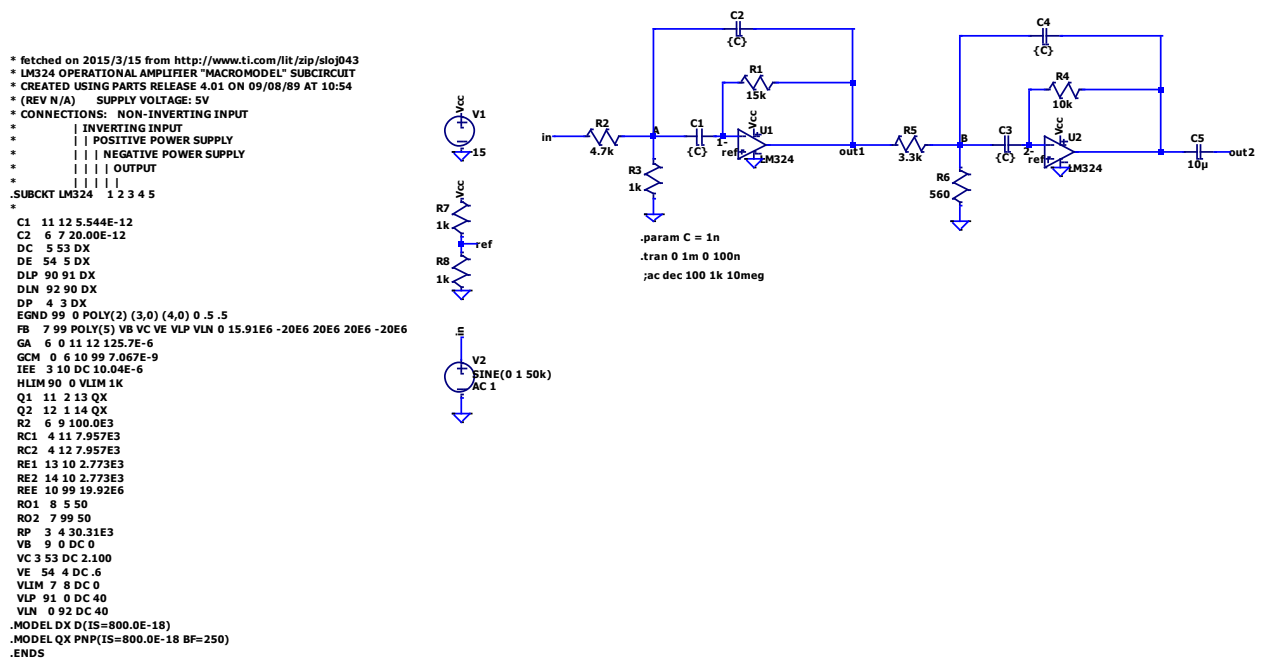 * fetched on 2015/3/15 from http://www.ti.com/lit/zip/sloj043
* LM324 OPERATIONAL AMPLIFIER "MACROMODEL" SUBCIRCUIT
* CREATED USING PARTS RELEASE 4.01 ON 09/08/89 AT 10:54
* (REV N/A) SUPPLY VOLTAGE: 5V
* CONNECTIONS: NON-INVERTING INPUT
* | INVERTING INPUT
* | | POSITIVE POWER SUPPLY
* | | | NEGATIVE POWER SUPPLY
* | | | | OUTPUT
* | | | | |
.SUBCKT LM324 1 2 3 4 5
*
C1 11 12 5.544E-12
C2 6 7 20.00E-12
DC 5 53 DX
DE 54 5 DX
DLP 90 91 DX
DLN 92 90 DX
DP 4 3 DX
EGND 99 0 POLY(2) (3,0) (4,0) 0 .5 .5
FB 7 99 POLY(5) VB VC VE VLP VLN 0 15.91E6 -20E6 20E6 20E6 -20E6
GA 6 0 11 12 125.7E-6
GCM 0 6 10 99 7.067E-9
IEE 3 10 DC 10.04E-6
HLIM 90 0 VLIM 1K
Q1 11 2 13 QX
Q2 12 1 14 QX
R2 6 9 100.0E3
RC1 4 11 7.957E3
RC2 4 12 7.957E3
RE1 13 10 2.773E3
RE2 14 10 2.773E3
REE 10 99 19.92E6
RO1 8 5 50
RO2 7 99 50
RP 3 4 30.31E3
VB 9 0 DC 0
VC 3 53 DC 2.100
VE 54 4 DC .6
VLIM 7 8 DC 0
VLP 91 0 DC 40
VLN 0 92 DC 40
.MODEL DX D(IS=800.0E-18)
.MODEL QX PNP(IS=800.0E-18 BF=250)
.ENDS
Vcc
V1
15
Vcc
R7
1k
ref
R8
1k
in
V2
SINE(0 1 50k)
AC 1
in
R2
4.7k
A
R3
1k
C2
{C}
R1
15k
C1
{C}
1-
ref
Vcc
U1
LM324
out1
R5
3.3k
B
R6
560
C4
{C}
R4
10k
C3
{C}
2-
ref
Vcc
U2
LM324
C5
10µ
out2
.param C = 1n
.tran 0 1m 0 100n
;ac dec 100 1k 10meg